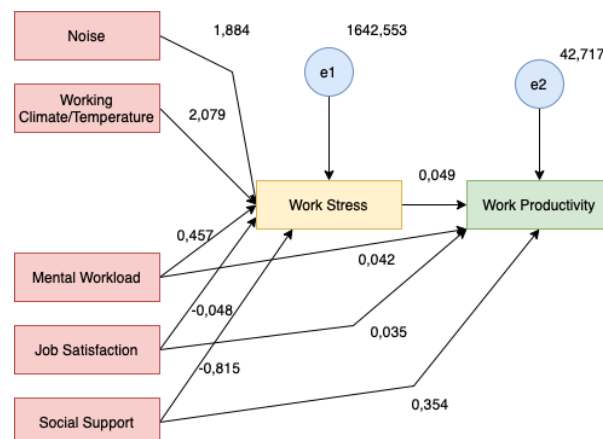 Noise
1,884
1642,553
42,717
e1
e2
Working
Climate/Temperature
2,079
0,049
Work Stress
Work Productivity
0,457
0,042
Mental Workload
-0,048
0,035
Job Satisfaction
-0,815
0,354
Social Support